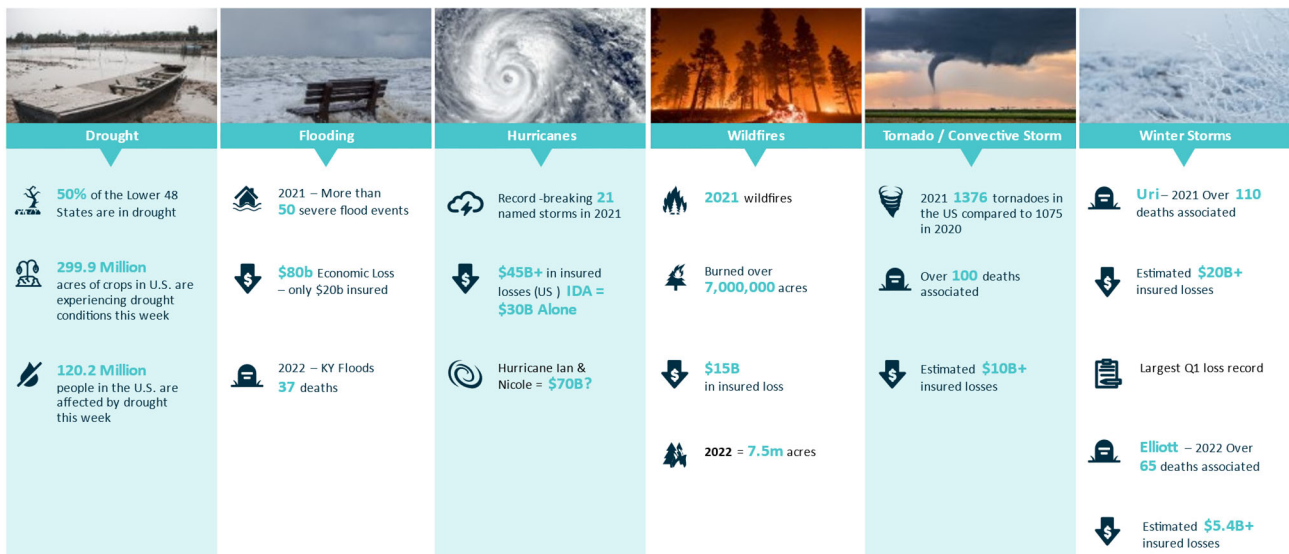 Drought
50% of the Lower 48
States are in drought
299.9 Million
acres of crops in U.S. are
experiencing drought
conditions this week
120.2 Million
people in the U.S. are
affected by drought
this week
Flooding
2021 – More than
50 severe flood events
$80b Economic Loss
– only $20b insured
2022 – KY Floods
37 deaths
Hurricanes
Record -breaking 21
named storms in 2021
$45B+ in insured
losses (US ) IDA =
$30B Alone
Hurricane Ian &
Nicole = $70B?
Wildfires
2021 wildfires
Burned over
7,000,000 acres
$15B
in insured loss
2022 = 7.5m acres
Tornado / Convective Storm
2021 1376 tornadoes in
the US compared to 1075
in 2020
Over 100 deaths
associated
Estimated $10B+
insured losses
Winter Storms
Uri – 2021 Over 110
deaths associated
Estimated $20B+
insured losses
Largest Q1 loss record
Elliott – 2022 Over
65 deaths associated
Estimated $5.4B+
insured losses